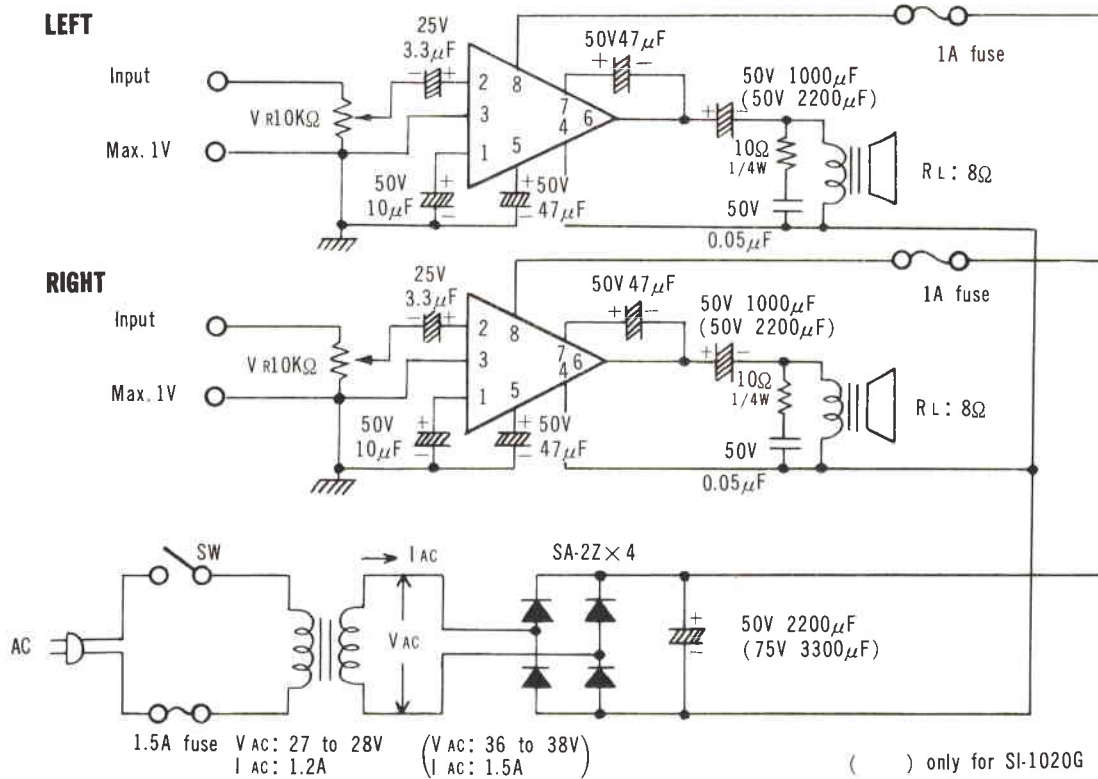 LEFT
Input
Max. 1V
VR10KΩ
25V
3.3μF
− +
2
3
1
8
5
7
4
6
50V
10μF
+
−
+
−
50V
47μF
50V47μF
+ −
50V 1000μF
(50V 2200μF)
+ −
10Ω
1/4W
50V
0.05μF
RL: 8Ω
1A fuse
RIGHT
Input
Max. 1V
VR10KΩ
25V
3.3μF
− +
2
3
1
8
5
7
4
6
50V
10μF
+
−
+
−
50V
47μF
50V47μF
+ −
50V 1000μF
(50V 2200μF)
+ −
10Ω
1/4W
50V
0.05μF
RL: 8Ω
1A fuse
AC
SW
IAC
VAC
SA-2Z×4
+
−
50V 2200μF
(75V 3300μF)
1.5A fuse
VAC: 27 to 28V
IAC: 1.2A
(VAC: 36 to 38V
IAC: 1.5A)
( ) only for SI-1020G